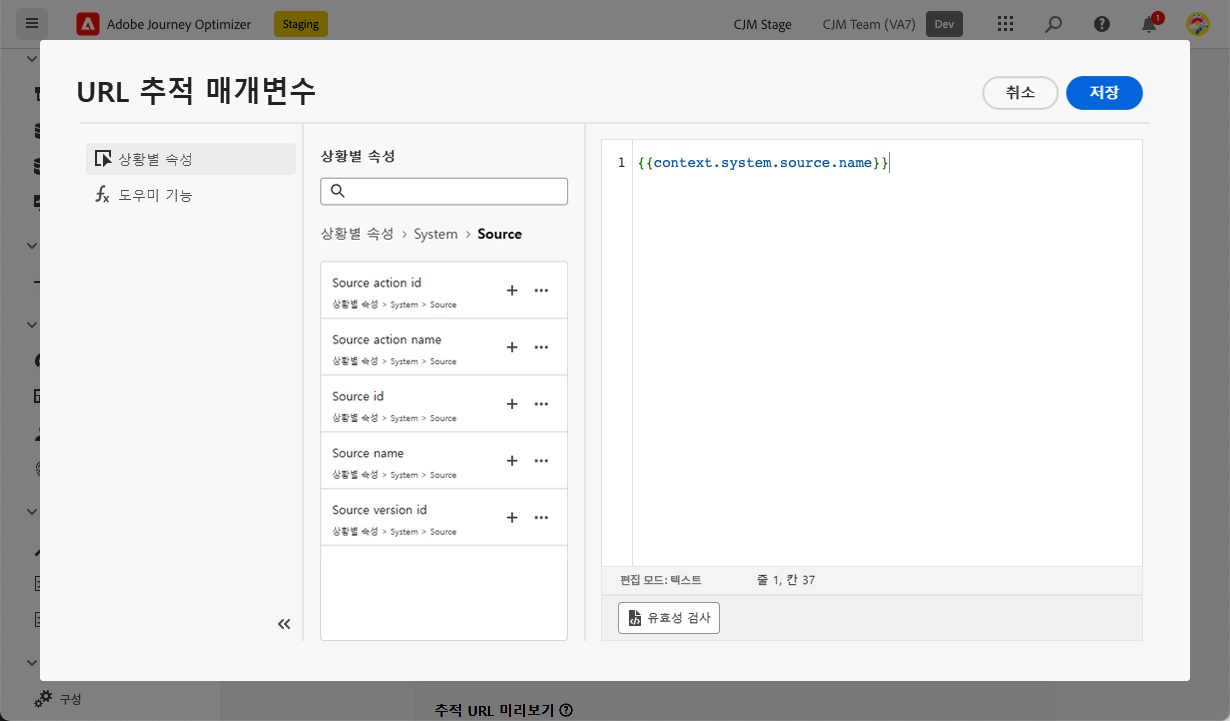 Adobe Journey Optimizer
Staging
CJM Stage
CJM Team (VA7)
Dev
1
URL 추적 매개변수
취소
저장
상황별 속성
도우미 기능
상황별 속성
상황별 속성 > System > Source
Source action id
상황별 속성 > System > Source
Source action name
상황별 속성 > System > Source
Source id
상황별 속성 > System > Source
Source name
상황별 속성 > System > Source
Source version id
상황별 속성 > System > Source
1 {{context.system.source.name}}
편집 모드: 텍스트
줄 1, 칸 37
유효성 검사
구성
추적 URL 미리보기